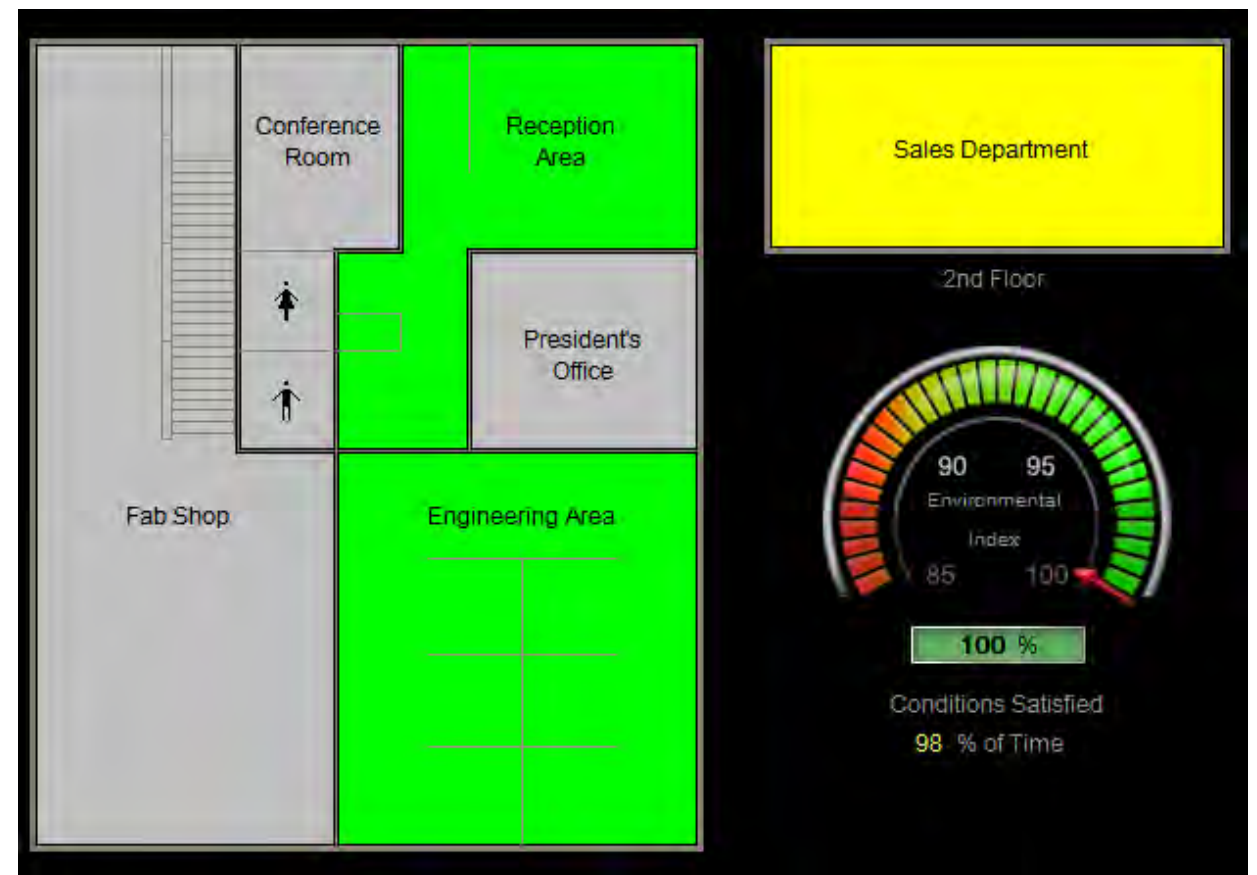 Conference
Room
Reception
Area
Sales Department
2nd Floor
President's
Office
Fab Shop
Engineering Area
90 95
Environmental
Index
85 100
100 %
Conditions Satisfied
98 % of Time